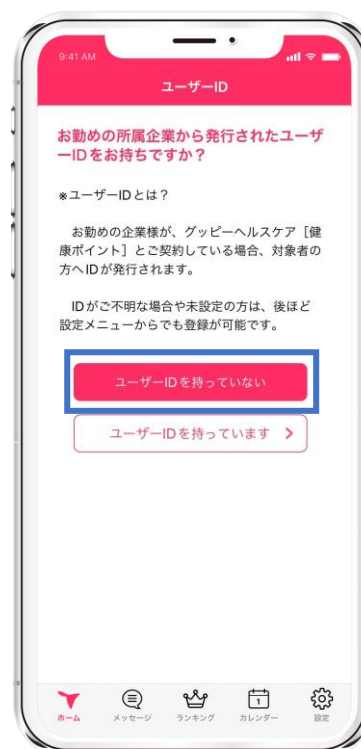 9:41 AM
ユーザーID
お勤めの所属企業から発行されたユーザ
ーIDをお持ちですか？
※ユーザーIDとは？
お勤めの企業様が、グッピーヘルスケア［健
康ポイント］とご契約している場合、対象者の
方へIDが発行されます。
IDがご不明な場合や未設定の方は、後ほど
設定メニューからでも登録が可能です。
ユーザーIDを持っていない
ユーザーIDを持っています
ホーム メッセージ ランキング カレンダー 設定
1